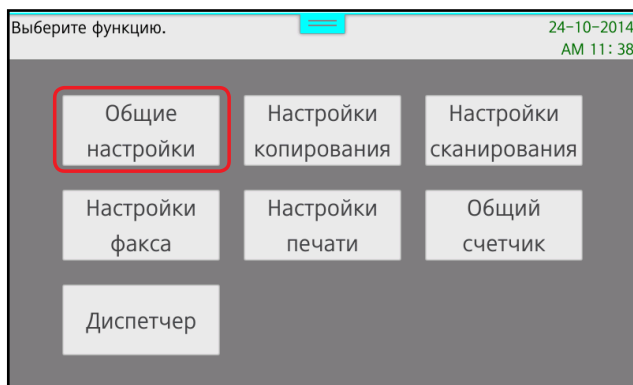 Выберите функцию.
24-10-2014
AM 11: 38
Общие
настройки
Настройки
копирования
Настройки
сканирования
Настройки
факса
Настройки
печати
Общий
счетчик
Диспетчер